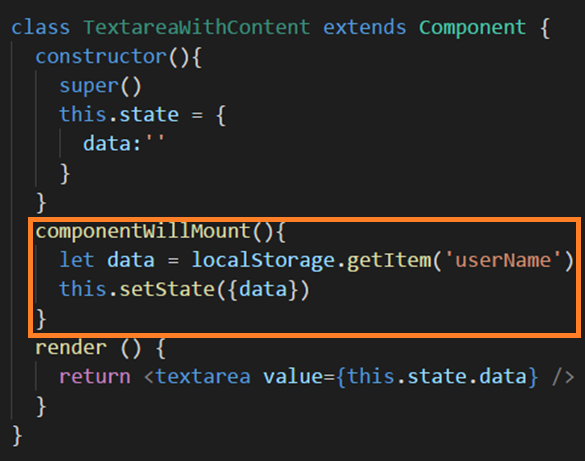 class TextareaWithContent extends Component {
  constructor(){
    super()
    this.state = {
      data:''
    }
  }
  componentWillMount(){
    let data = localStorage.getItem('userName')
    this.setState({data})
  }
  render () {
    return <textarea value={this.state.data} />
  }
}